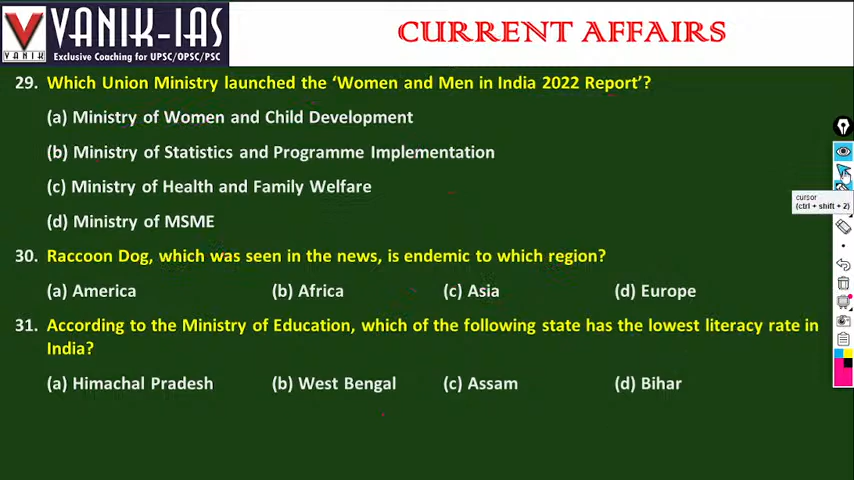 VANIK-IAS
VANIK
Exclusive Coaching for UPSC/OPSC/PSC
CURRENT AFFAIRS
29. Which Union Ministry launched the ‘Women and Men in India 2022 Report’?
(a) Ministry of Women and Child Development
(b) Ministry of Statistics and Programme Implementation
(c) Ministry of Health and Family Welfare
(d) Ministry of MSME
cursor
(ctrl + shift + 2)
30. Raccoon Dog, which was seen in the news, is endemic to which region?
(a) America (b) Africa (c) Asia (d) Europe
31. According to the Ministry of Education, which of the following state has the lowest literacy rate in
India?
(a) Himachal Pradesh (b) West Bengal (c) Assam (d) Bihar